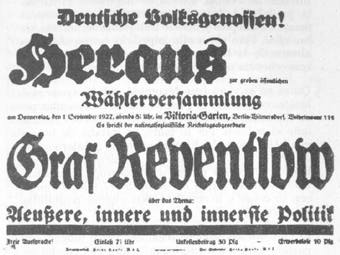 Deutsche Volksgenossen!
Heraus zur großen öffentlichen
Wählerversammlung
am Donnerstag, den 1 September 1927, abends 8 Uhr, im Viktoria-Garten, Berlin-Wilmersdorf, Wilhelmsaue 114
Es spricht der nationalsozialistische Reichstagsabgeordnete
Graf Reventlow
über das Thema:
Aeußere, innere und innerste Politik
Freie Aussprache! Einlaß 7½ Uhr Unkostenbeitrag 30 Pfg — Erwerbslose 10 Pfg